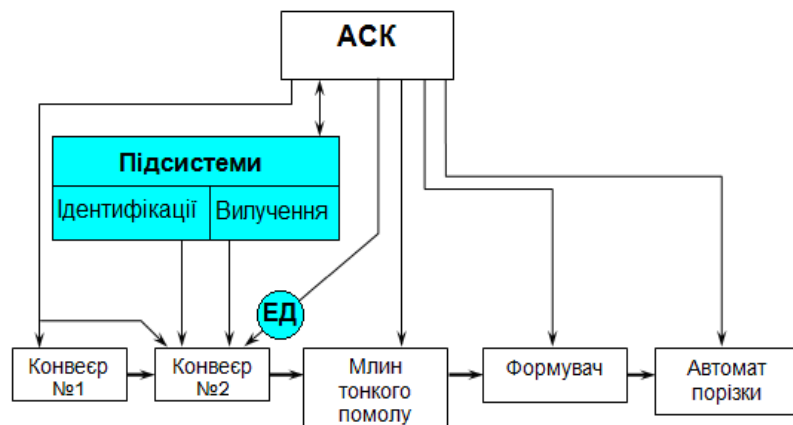 АСК
Підсистеми
Ідентифікації
Вилучення
ЕД
Конвеєр
№1
Конвеєр
№2
Млин
тонкого
помолу
Формувач
Автомат
порізки